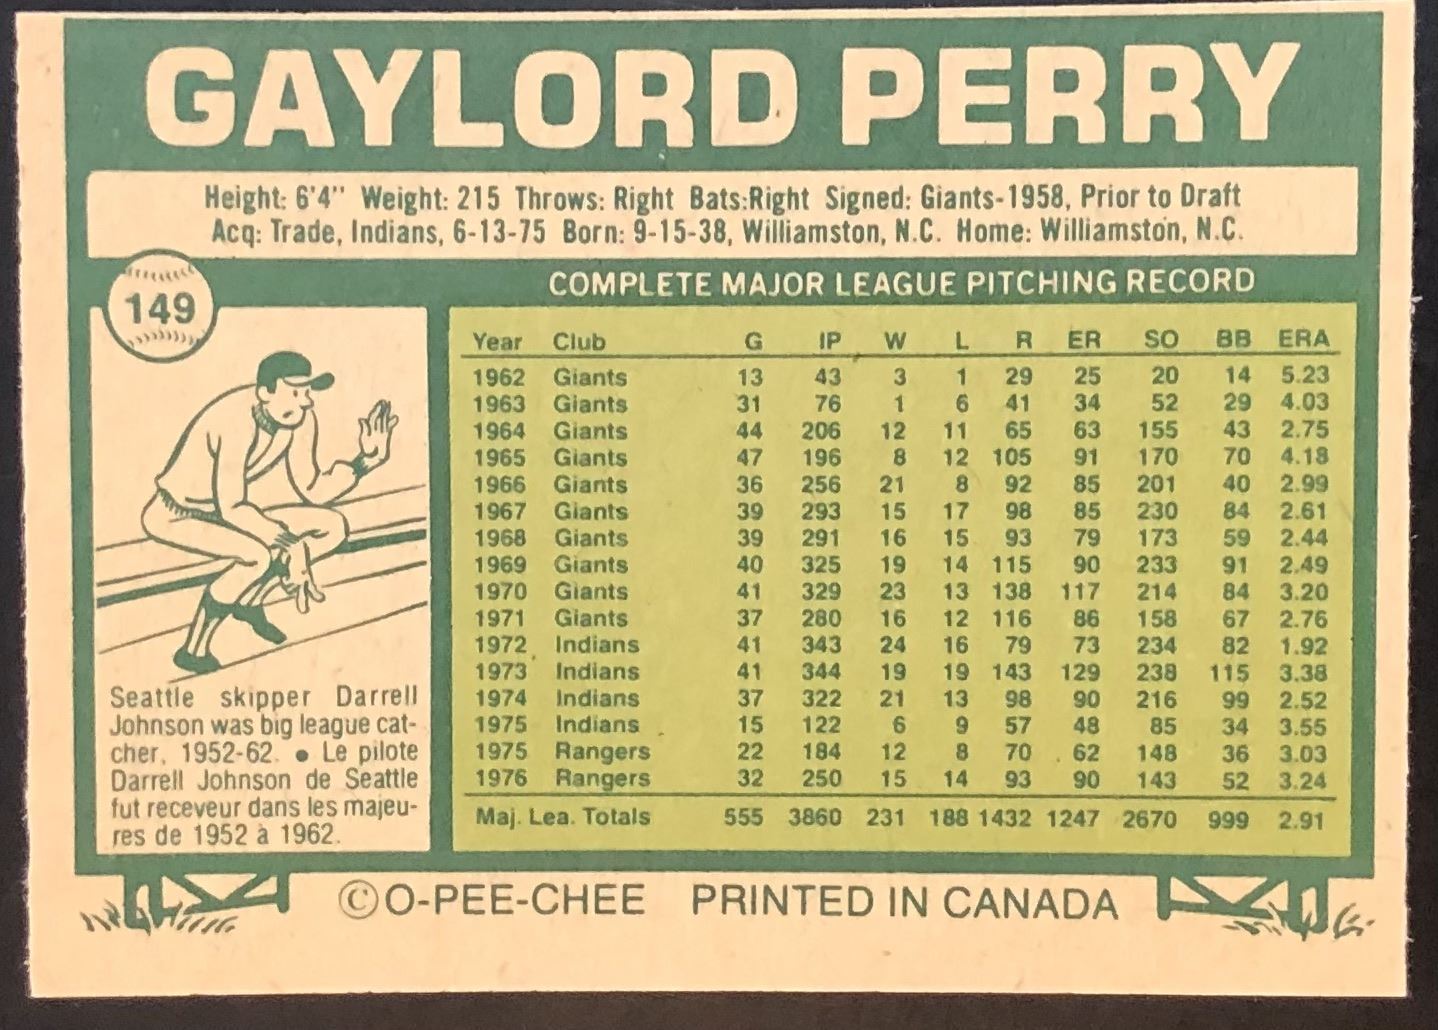 GAYLORD PERRY
Height: 6'4" Weight: 215 Throws: Right Bats:Right Signed: Giants-1958, Prior to Draft
Acq: Trade, Indians, 6-13-75 Born: 9-15-38, Williamston, N.C. Home: Williamston, N.C.
149
COMPLETE MAJOR LEAGUE PITCHING RECORD
Year Club G IP W L R ER SO BB ERA
1962 Giants 13 43 3 1 29 25 20 14 5.23
1963 Giants 31 76 1 6 41 34 52 29 4.03
1964 Giants 44 206 12 11 65 63 155 43 2.75
1965 Giants 47 196 8 12 105 91 170 70 4.18
1966 Giants 36 256 21 8 92 85 201 40 2.99
1967 Giants 39 293 15 17 98 85 230 84 2.61
1968 Giants 39 291 16 15 93 79 173 59 2.44
1969 Giants 40 325 19 14 115 90 233 91 2.49
1970 Giants 41 329 23 13 138 117 214 84 3.20
1971 Giants 37 280 16 12 116 86 158 67 2.76
1972 Indians 41 343 24 16 79 73 234 82 1.92
1973 Indians 41 344 19 19 143 129 238 115 3.38
1974 Indians 37 322 21 13 98 90 216 99 2.52
1975 Indians 15 122 6 9 57 48 85 34 3.55
1975 Rangers 22 184 12 8 70 62 148 36 3.03
1976 Rangers 32 250 15 14 93 90 143 52 3.24
Maj. Lea. Totals 555 3860 231 188 1432 1247 2670 999 2.91
Seattle skipper Darrell
Johnson was big league cat-
cher, 1952-62. • Le pilote
Darrell Johnson de Seattle
fut receveur dans les majeu-
res de 1952 à 1962.
© O-PEE-CHEE PRINTED IN CANADA